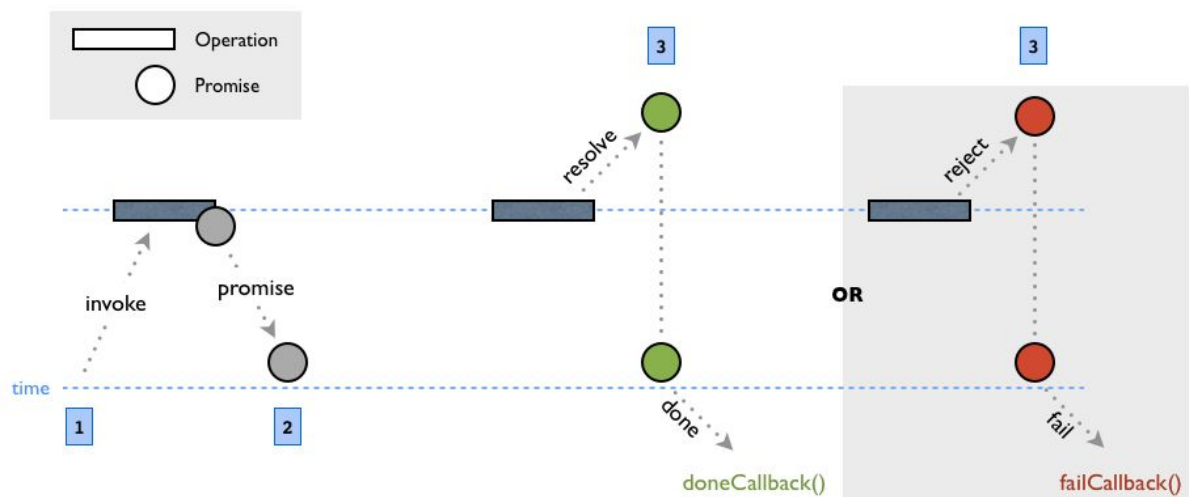 Operation
Promise
3
3
resolve
reject
invoke
promise
OR
time
1
2
done
fail
doneCallback()
failCallback()